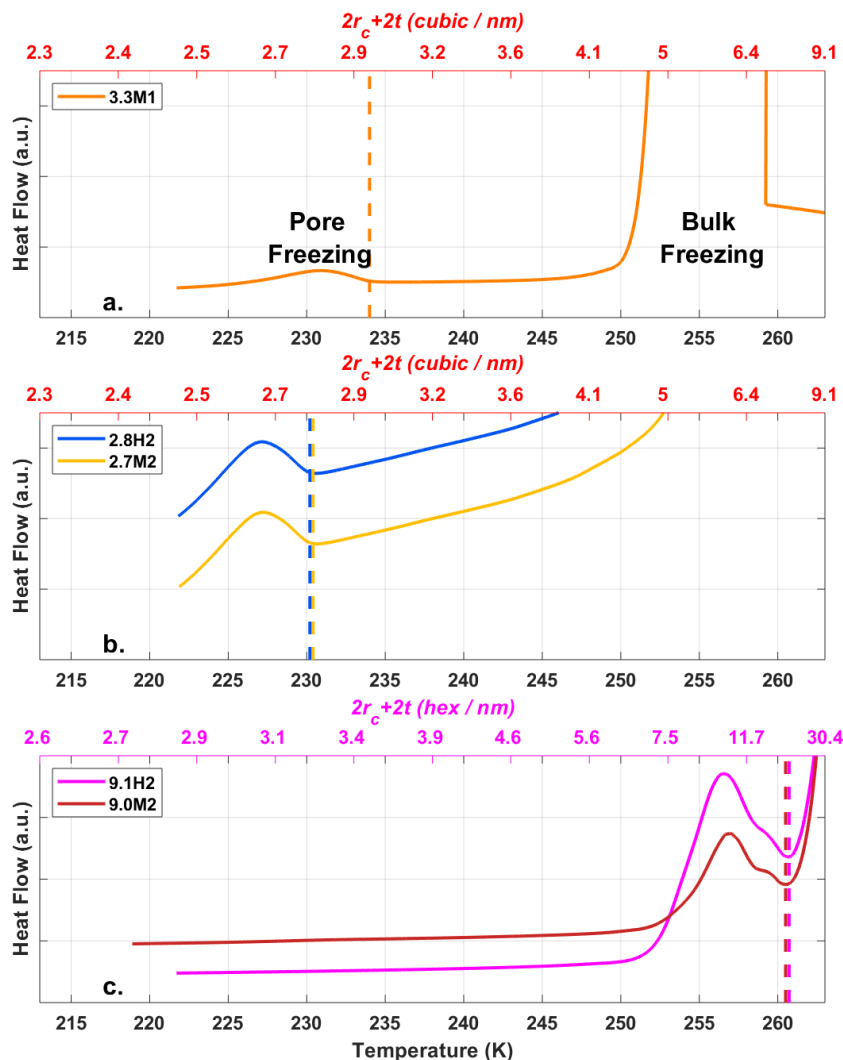 2r_c+2t (cubic / nm)
2.3 2.4 2.5 2.7 2.9 3.2 3.6 4.1 5 6.4 9.1
3.3M1
Heat Flow (a.u.)
Pore
Freezing
Bulk
Freezing
a.
215 220 225 230 235 240 245 250 255 260
2r_c+2t (cubic / nm)
2.3 2.4 2.5 2.7 2.9 3.2 3.6 4.1 5 6.4 9.1
2.8H2
2.7M2
Heat Flow (a.u.)
b.
215 220 225 230 235 240 245 250 255 260
2r_c+2t (hex / nm)
2.6 2.7 2.9 3.1 3.4 3.9 4.6 5.6 7.5 11.7 30.4
9.1H2
9.0M2
Heat Flow (a.u.)
c.
215 220 225 230 235 240 245 250 255 260
Temperature (K)